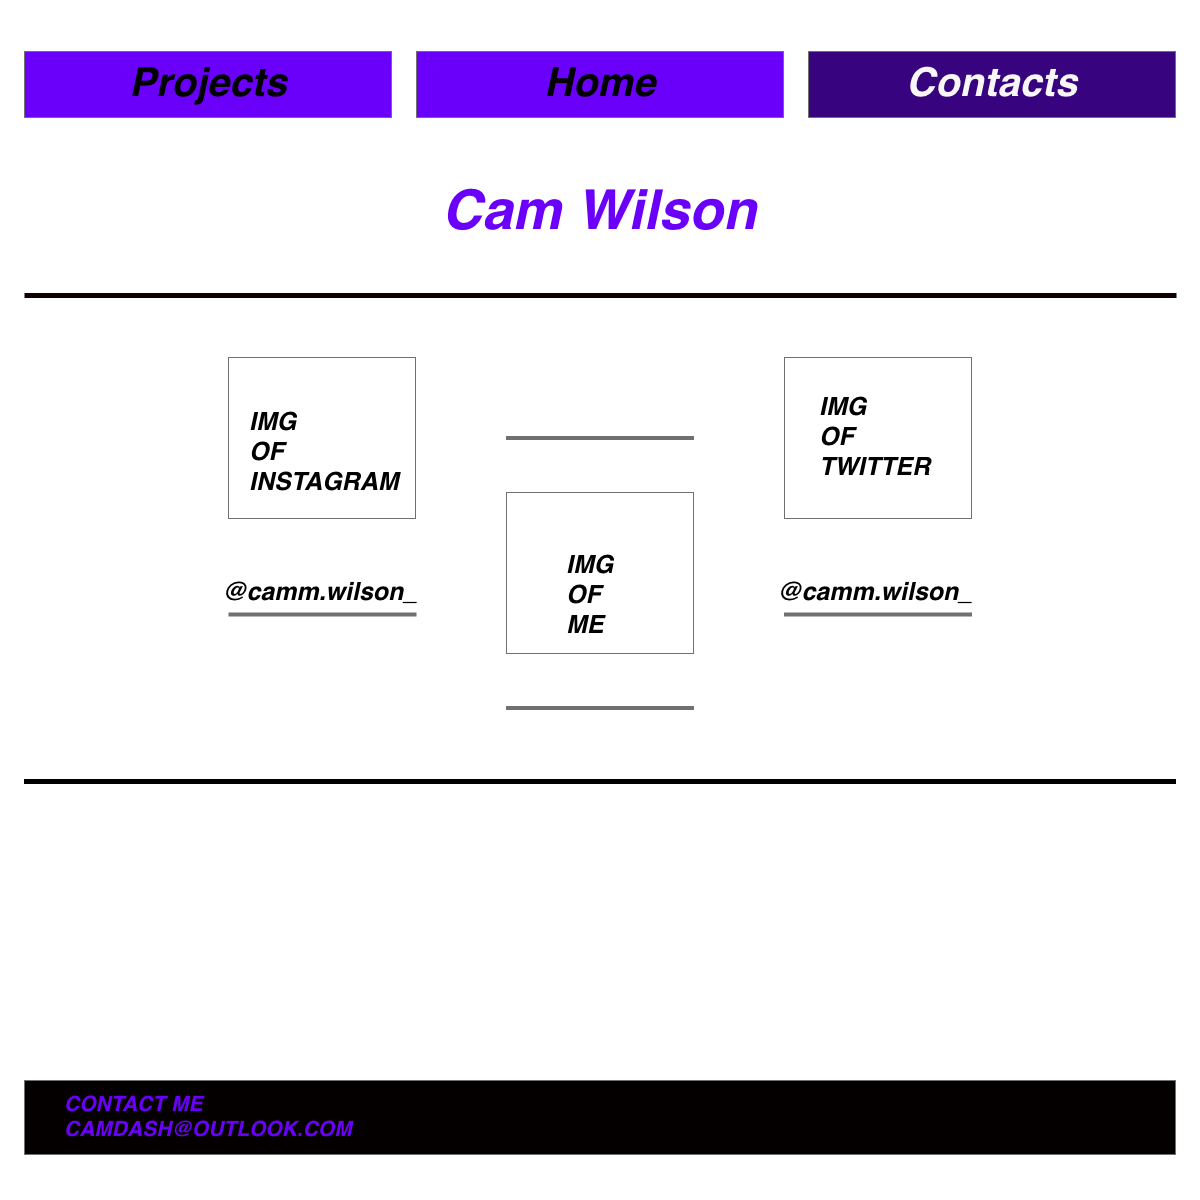 Projects
Home
Contacts
Cam Wilson
IMG
OF
INSTAGRAM
@camm.wilson_
IMG
OF
ME
IMG
OF
TWITTER
@camm.wilson_
CONTACT ME
CAMDASH@OUTLOOK.COM